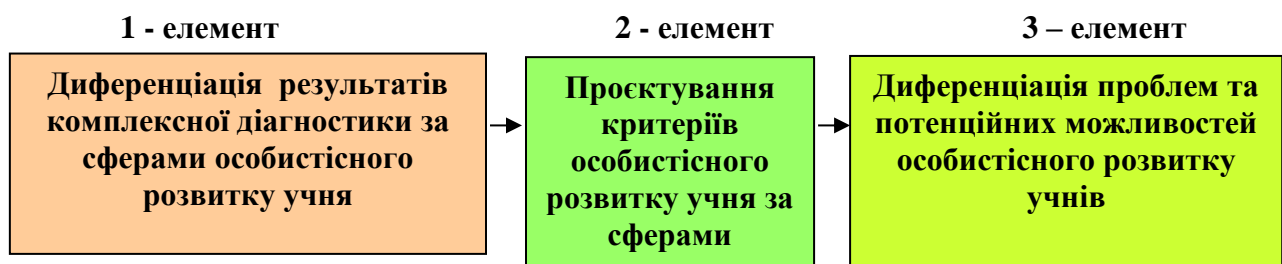 1 - елемент
2 - елемент
3 – елемент
Диференціація результатів
комплексної діагностики за
сферами особистісного
розвитку учня
Проєктування
критеріїв
особистісного
розвитку учня за
сферами
Диференціація проблем та
потенційних можливостей
особистісного розвитку
учнів